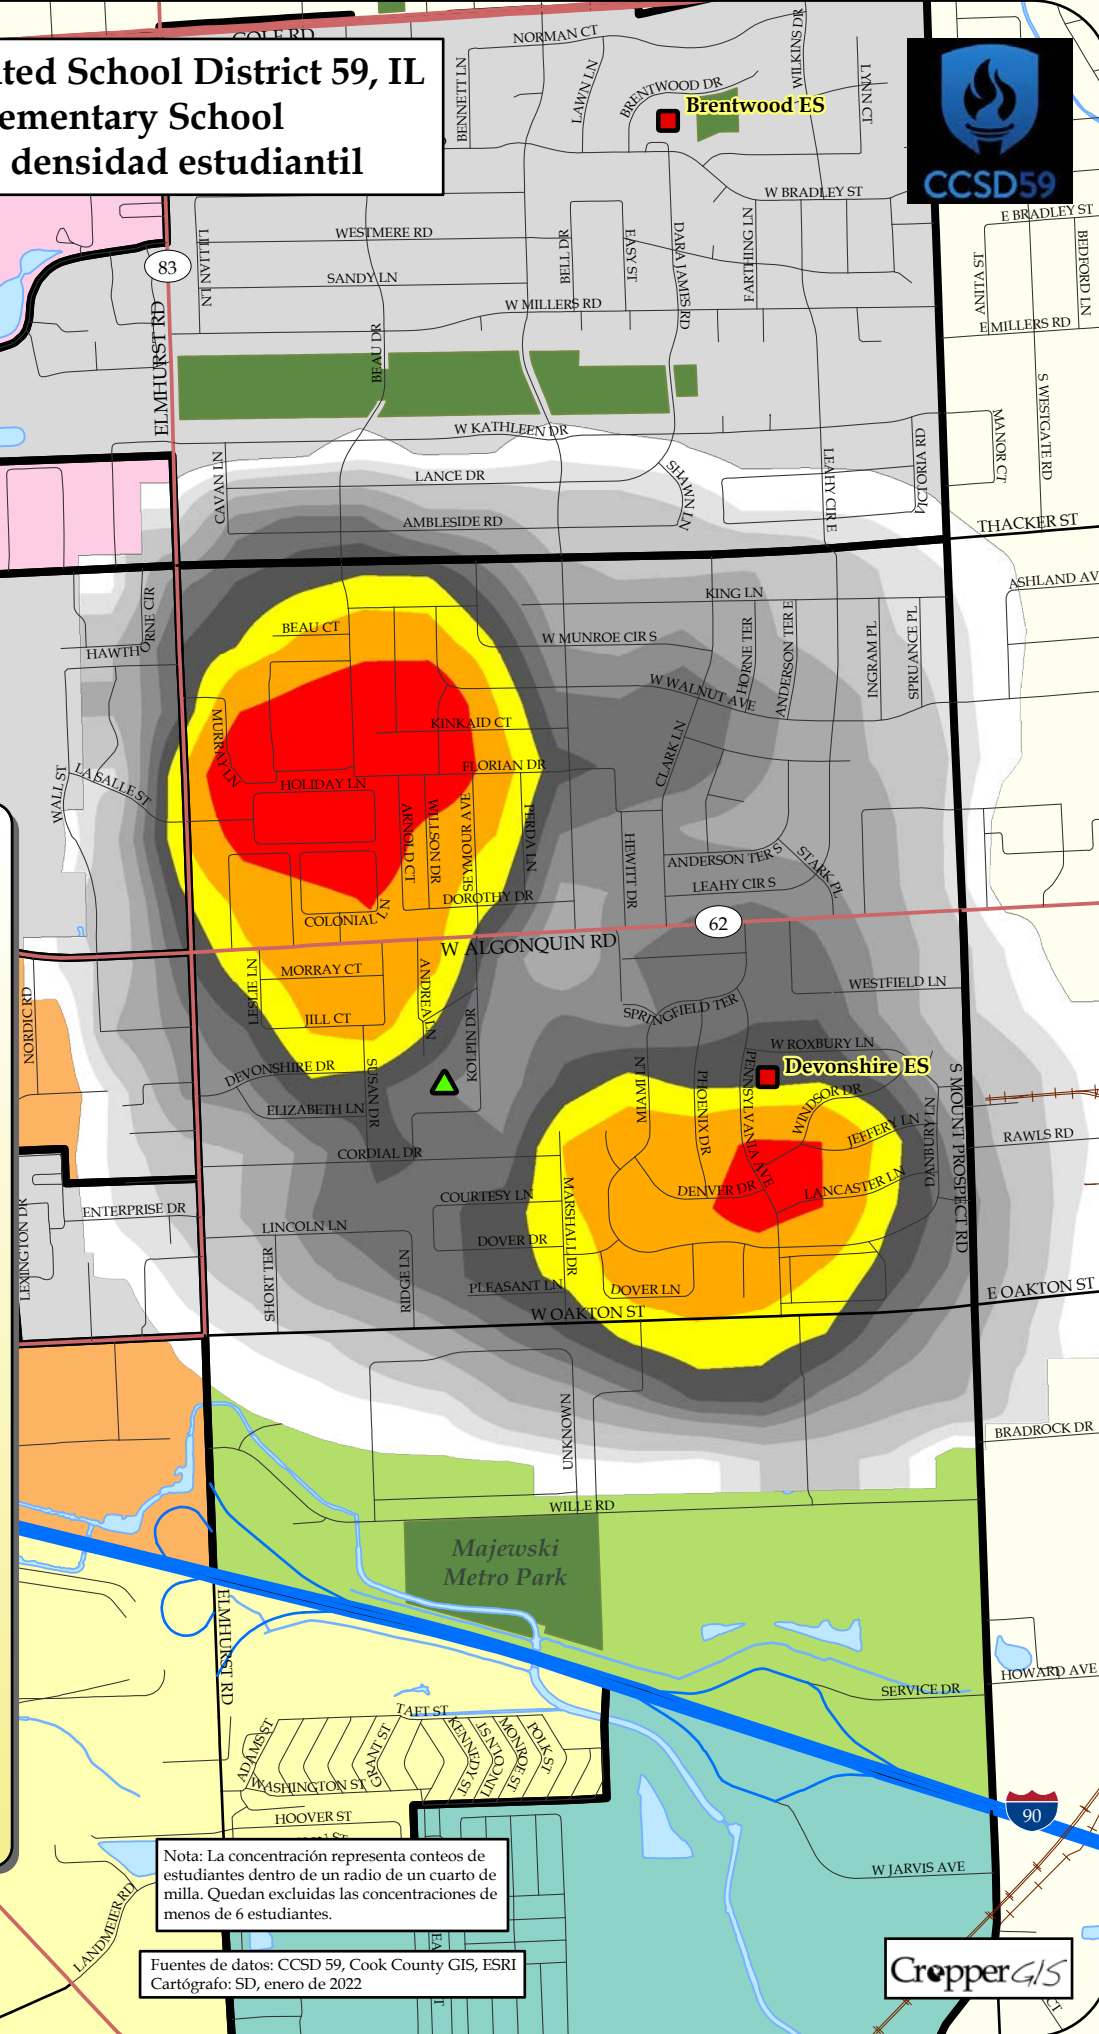 ted School District 59, IL
ementary School
densidad estudiantil
CCSD59
GOLF RD
NORMAN CT
BENNETT LN
LAWN LN
BRENTWOOD DR
WILKINS DR
LYNN CT
Brentwood ES
W BRADLEY ST
E BRADLEY ST
LILLIAN LN
WESTMERE RD
BELL DR
EASY ST
DARA JAMES RD
FARTHING LN
ANITA ST
BEDFORD LN
83
SANDY LN
W MILLERS RD
E MILLERS RD
ELMHURST RD
BEAU DR
S WESTGATE RD
MANOR CT
W KATHLEEN DR
CAVAN LN
LANCE DR
SHAWN LN
LEAHY CIR E
VICTORIA RD
AMBLESIDE RD
THACKER ST
ASHLAND AV
KING LN
HAWTHORNE CIR
BEAU CT
W MUNROE CIR S
HORNE TER
ANDERSON TER E
INGRAM PL
SPRUANCE PL
W WALNUT AVE
MURRAY LN
KINKAID CT
CLARK LN
WALL ST
LA SALLE ST
HOLIDAY LN
FLORIAN DR
ARNOLD CT
WILLSON DR
SEYMOUR AVE
PERDA LN
HEWITT DR
ANDERSON TER S
STARK PL
LEAHY CIR S
DOROTHY DR
COLONIAL LN
62
W ALGONQUIN RD
NORDIC RD
LESLIE LN
MORRAY CT
ANDREA LN
WESTFIELD LN
JILL CT
KOLPIN DR
SPRINGFIELD TER
W ROXBURY LN
Devonshire ES
DEVONSHIRE DR
SUSAN DR
MIAMI LN
PHOENIX DR
PENNSYLVANIA AVE
WINDSOR DR
S MOUNT PROSPECT RD
ELIZABETH LN
JEFFERY LN
DANBURY LN
RAWLS RD
CORDIAL DR
LEXINGTON DR
ENTERPRISE DR
COURTESY LN
MARSHALL DR
DENVER DR
LANCASTER LN
LINCOLN LN
DOVER DR
SHORT TER
RIDGE LN
PLEASANT LN
DOVER LN
W OAKTON ST
E OAKTON ST
UNKNOWN
BRADROCK DR
WILLE RD
Majewski
Metro Park
ELMHURST RD
HOWARD AVE
SERVICE DR
TAFT ST
ADAMS ST
GRANT ST
KENNEDY ST
LINCOLN ST
MONROE ST
POLK ST
WASHINGTON ST
HOOVER ST
90
W JARVIS AVE
LANDMEIER RD
Nota: La concentración representa conteos de
estudiantes dentro de un radio de un cuarto de
milla. Quedan excluidas las concentraciones de
menos de 6 estudiantes.
Fuentes de datos: CCSD 59, Cook County GIS, ESRI
Cartógrafo: SD, enero de 2022
CropperGIS
CT